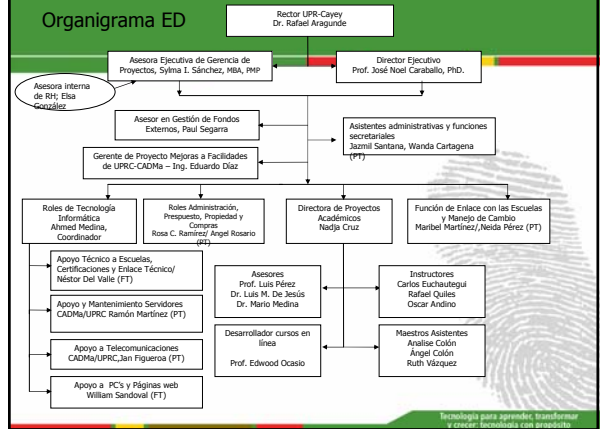 Organigrama ED
Rector UPR-Cayey
Dr. Rafael Aragunde
Asesora Ejecutiva de Gerencia de
Proyectos, Sylma I. Sánchez, MBA, PMP
Director Ejecutivo
Prof. José Noel Caraballo, PhD.
Asesora interna
de RH; Elsa
González
Asesor en Gestión de Fondos
Externos, Paul Segarra
Asistentes administrativas y funciones
secretariales
Jazmil Santana, Wanda Cartagena
(PT)
Gerente de Proyecto Mejoras a Facilidades
de UPRC-CADMa – Ing. Eduardo Díaz
Roles de Tecnología
Informática
Ahmed Medina,
Coordinador
Roles Administración,
Prespuesto, Propiedad y
Compras
Rosa C. Ramírez/ Angel Rosario
(PT)
Directora de Proyectos
Académicos
Nadja Cruz
Función de Enlace con las Escuelas
y Manejo de Cambio
Maribel Martínez/,Neida Pérez (PT)
Apoyo Técnico a Escuelas,
Certificaciones y Enlace Técnico/
Néstor Del Valle (FT)
Apoyo y Mantenimiento Servidores
CADMa/UPRC Ramón Martínez (PT)
Apoyo a Telecomunicaciones
CADMa/UPRC,Jan Figueroa (PT)
Apoyo a PC's y Páginas web
William Sandoval (FT)
Asesores
Prof. Luis Pérez
Dr. Luis M. De Jesús
Dr. Mario Medina
Instructores
Carlos Euchautegui
Rafael Quiles
Oscar Andino
Desarrollador cursos en
línea
Prof. Edwood Ocasio
Maestros Asistentes
Analise Colón
Ángel Colón
Ruth Vázquez
Tecnología para aprender, transformar
y crecer: tecnología con propósito